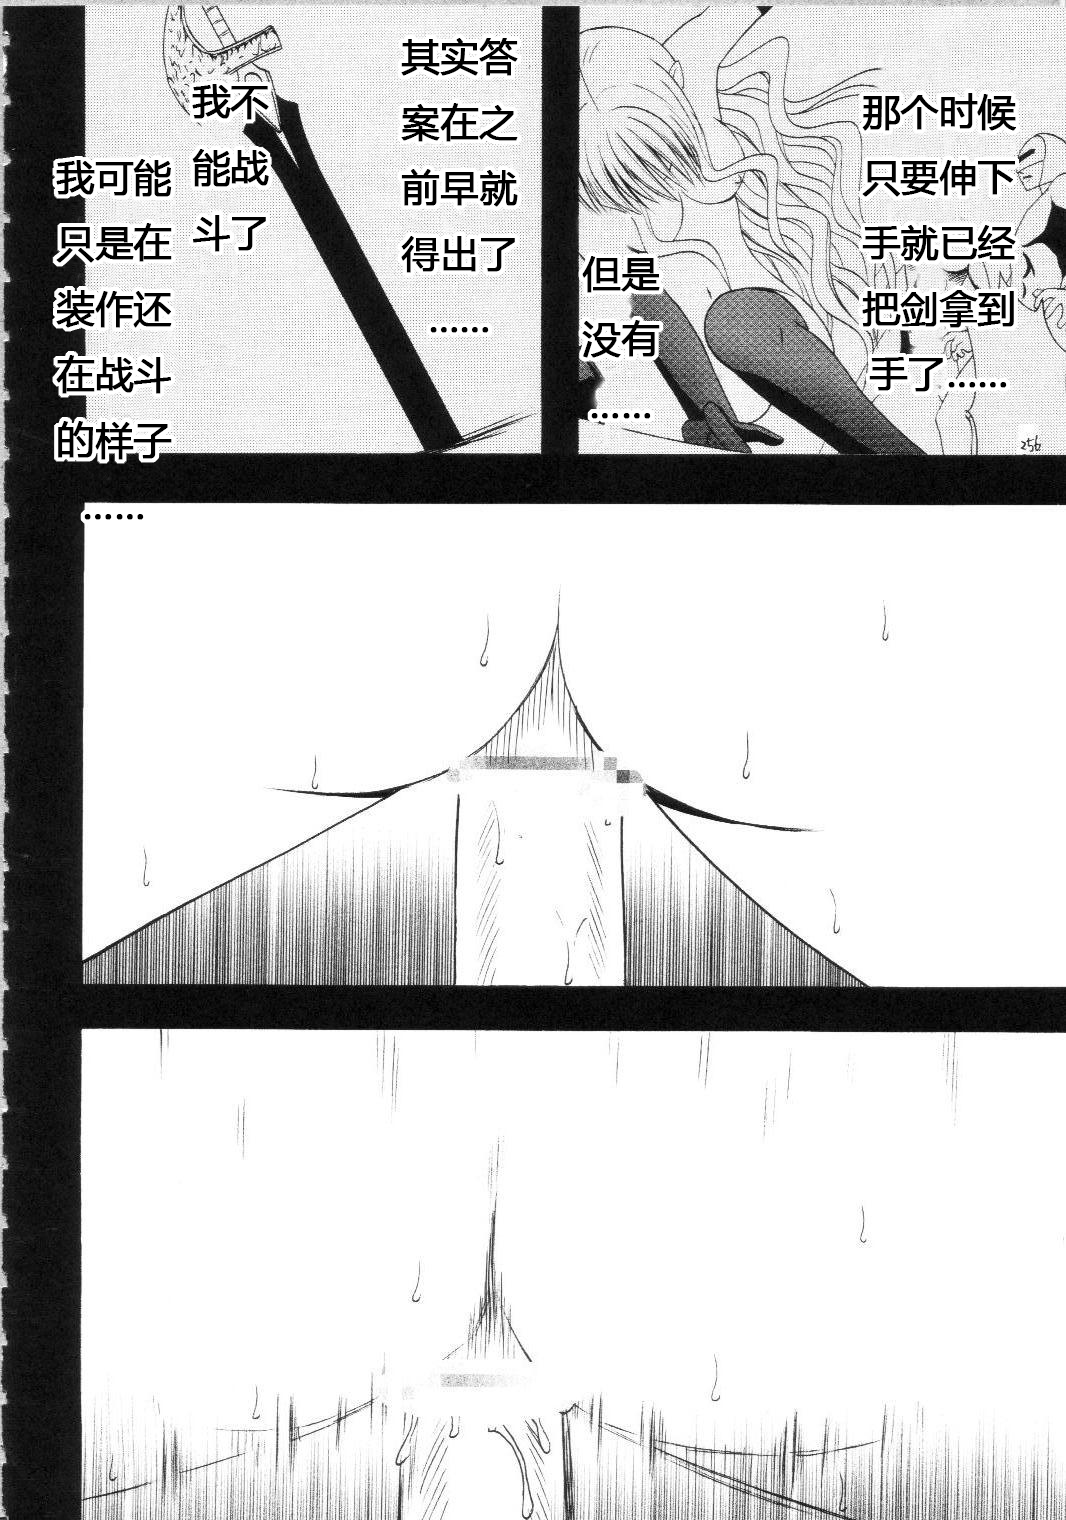 那个时候
只要伸下
手就已经
把剑拿到
手了……
但是
没有
……
其实答
案在之
前早就
得出了
……
我不
能战
斗了
我可能
只是在
装作还
在战斗
的样子
……
256